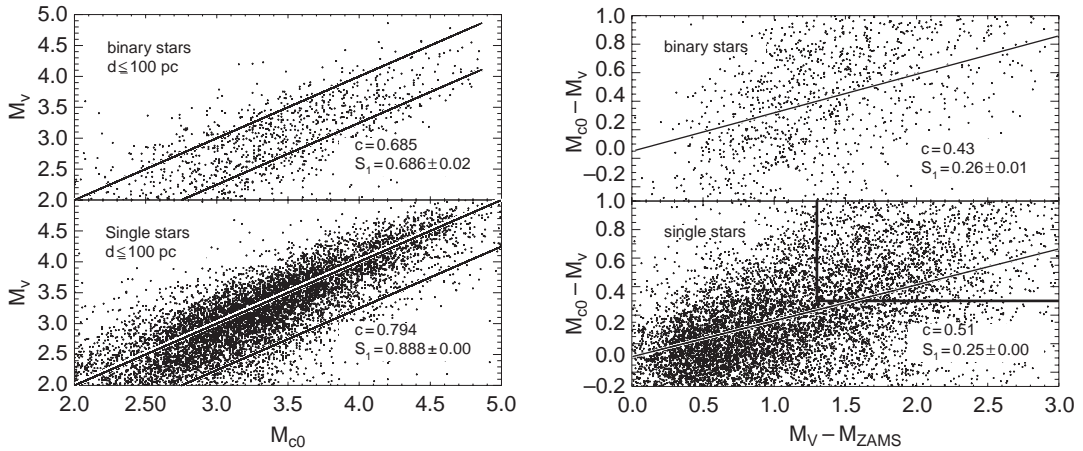 5.0
4.5
4.0
3.5
3.0
2.5
2.0
M_v
binary stars
d≦100 pc
c=0.685
S₁=0.686±0.02
4.5
4.0
3.5
3.0
2.5
2.0
M_v
Single stars
d≦100 pc
c=0.794
S₁=0.888±0.00
2.0 2.5 3.0 3.5 4.0 4.5 5.0
M_c0
1.0
0.8
0.6
0.4
0.2
−0.0
M_c0 – M_v
binary stars
c=0.43
S₁=0.26±0.01
1.0
0.8
0.6
0.4
0.2
−0.0
−0.2
M_c0 – M_v
single stars
c=0.51
S₁=0.25±0.00
0.0 0.5 1.0 1.5 2.0 2.5 3.0
M_V – M_ZAMS